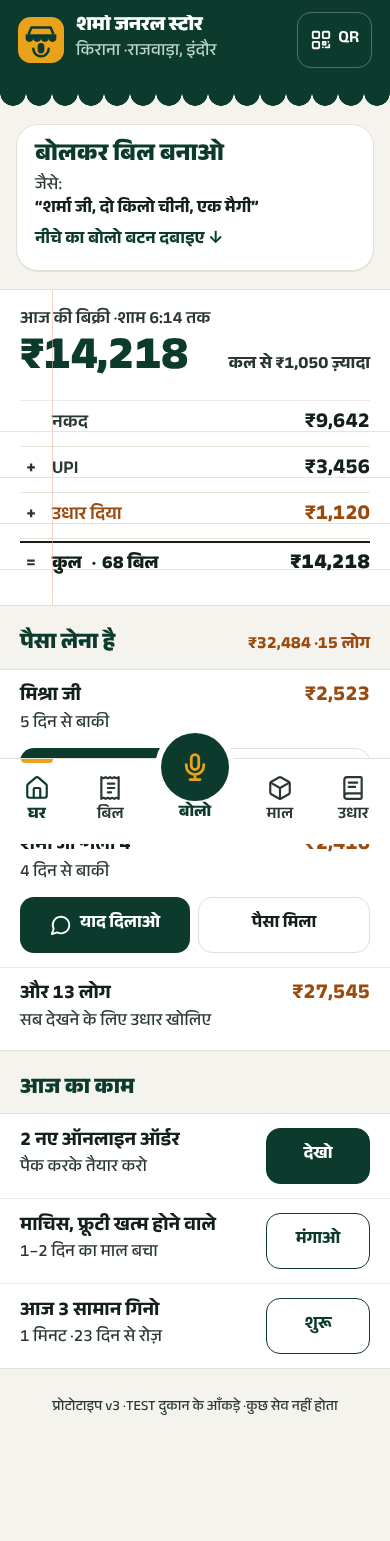 शर्मा जनरल स्टोर
किराना ·राजवाड़ा, इंदौर
QR
बोलकर बिल बनाओ
जैसे:
“शर्मा जी, दो किलो चीनी, एक मैगी”
नीचे का बोलो बटन दबाइए ↓
आज की बिक्री ·शाम 6:14 तक
₹14,218 कल से ₹1,050 ज़्यादा
नकद ₹9,642
+ UPI ₹3,456
+ उधार दिया ₹1,120
= कुल · 68 बिल ₹14,218
पैसा लेना है ₹32,484 ·15 लोग
मिश्रा जी ₹2,523
5 दिन से बाकी
घर बिल बोलो माल उधार
4 दिन से बाकी
याद दिलाओ पैसा मिला
और 13 लोग ₹27,545
सब देखने के लिए उधार खोलिए
आज का काम
2 नए ऑनलाइन ऑर्डर
पैक करके तैयार करो
देखो
माचिस, फ्रूटी खत्म होने वाले
1–2 दिन का माल बचा
मंगाओ
आज 3 सामान गिनो
1 मिनट ·23 दिन से रोज़
शुरू
प्रोटोटाइप v3 ·TEST दुकान के आँकड़े ·कुछ सेव नहीं होता